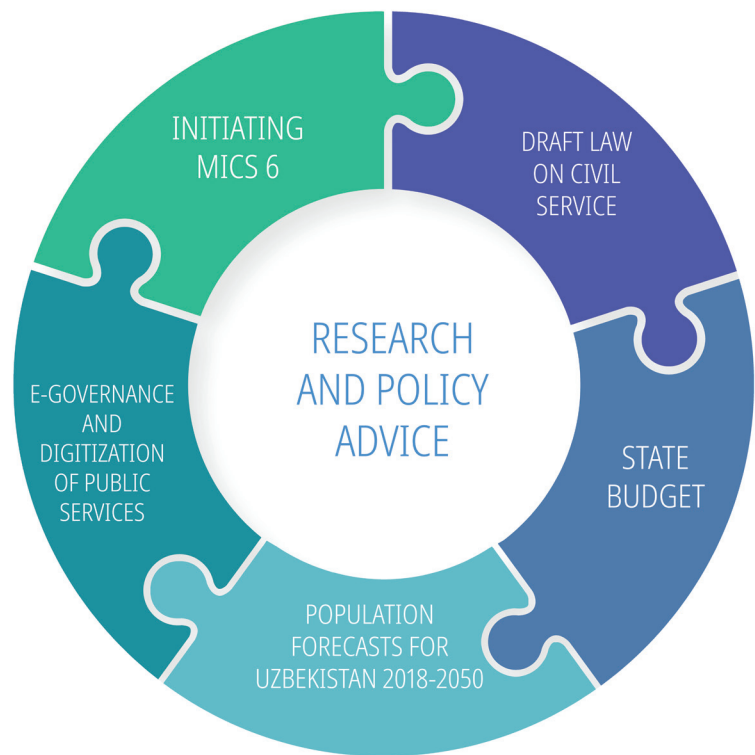 INITIATING
MICS 6
DRAFT LAW
ON CIVIL
SERVICE
STATE
BUDGET
POPULATION
FORECASTS FOR
UZBEKISTAN 2018-2050
E-GOVERNANCE
AND
DIGITIZATION
OF PUBLIC
SERVICES
RESEARCH
AND POLICY
ADVICE